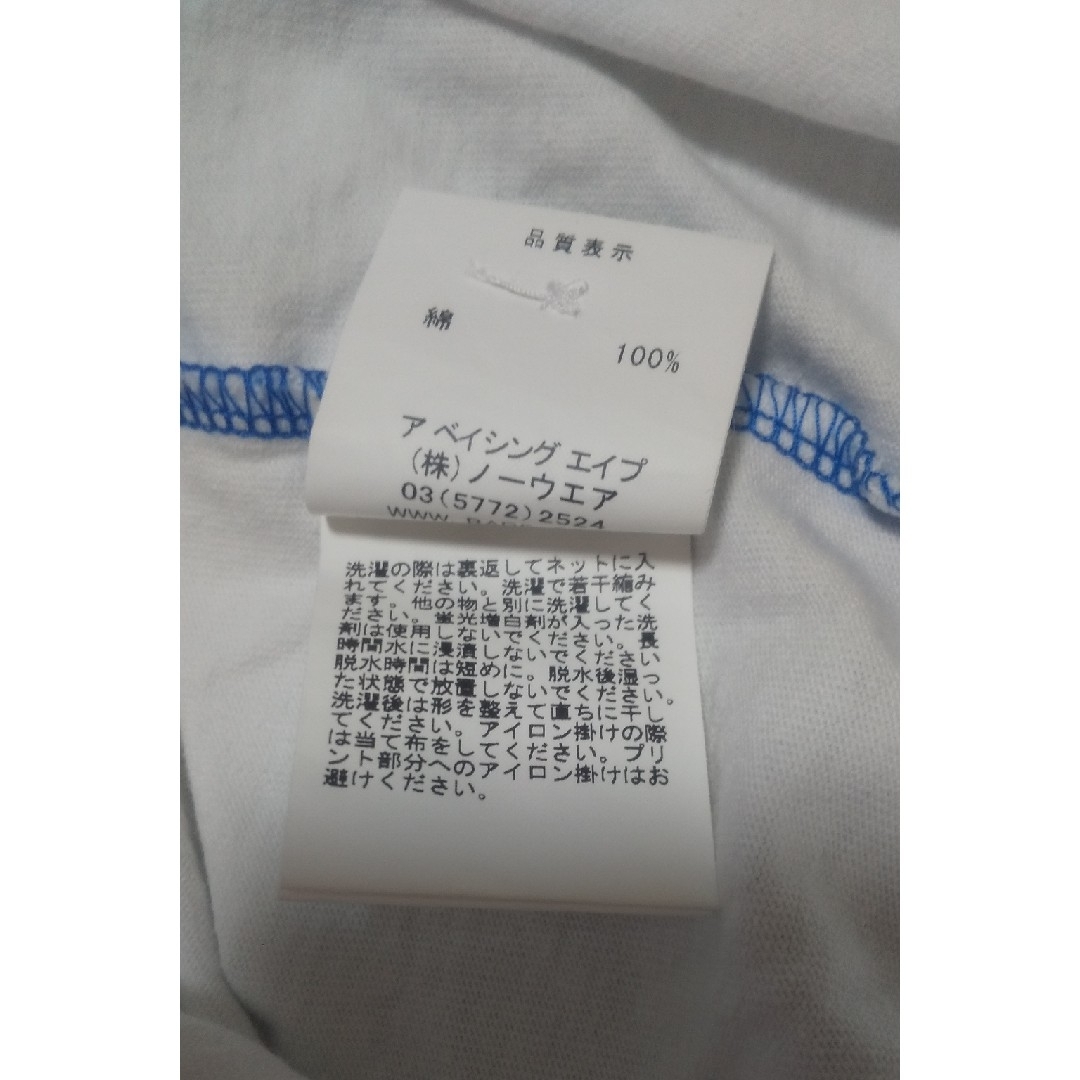 品質表示
綿
100%
ア ベイシング エイプ
(株)ノーウエア
03(5772)2524
WWW.
洗濯の際は裏返してネットに入
れてください。洗濯で若干縮み
ます。他の物と別に洗濯してく
ださい。蛍光増白剤が入った洗
剤は使用しないでください。長
時間水に浸漬しないでください
脱水時間は短めに。脱水後湿っ
た状態で放置しないでください。
洗濯後は形を整えて直ちに干し
てください。アイロン掛けの際
は当て布をしてください。プリ
ント部分へのアイロン掛けはお
避けください。